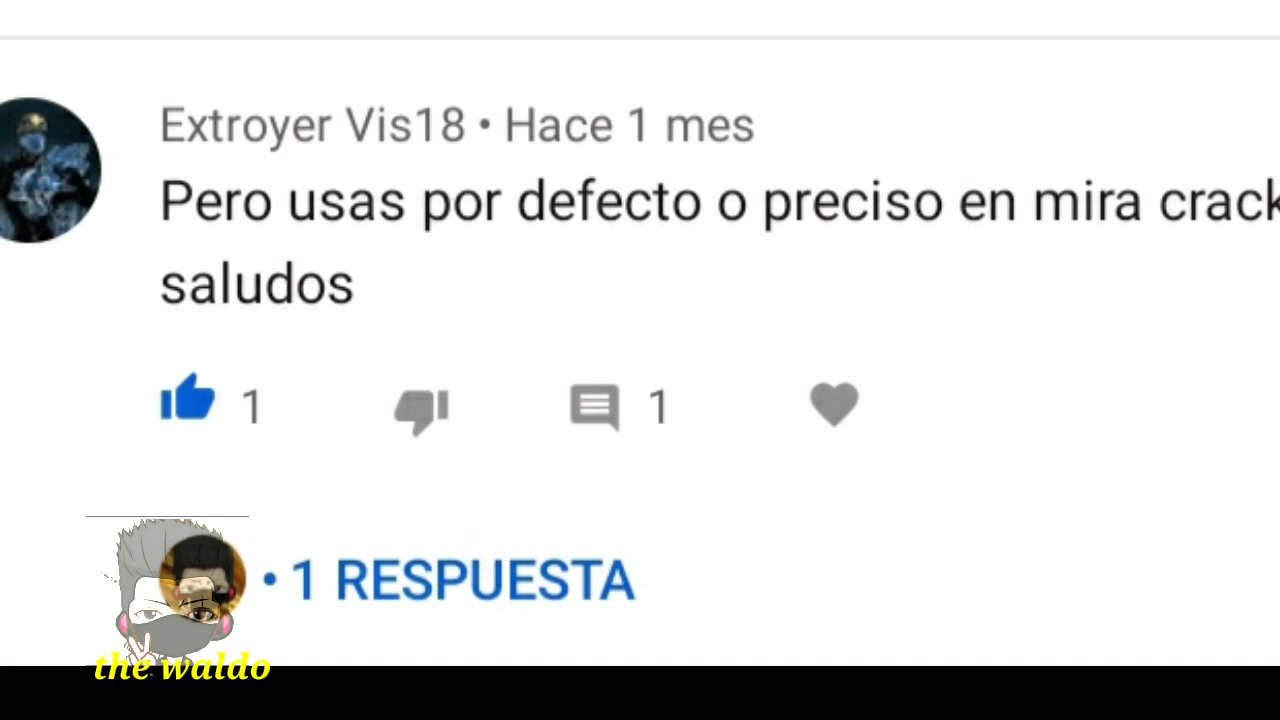 Extroyer Vis18 • Hace 1 mes
Pero usas por defecto o preciso en mira crack
saludos
1 1
• 1 RESPUESTA
the waldo